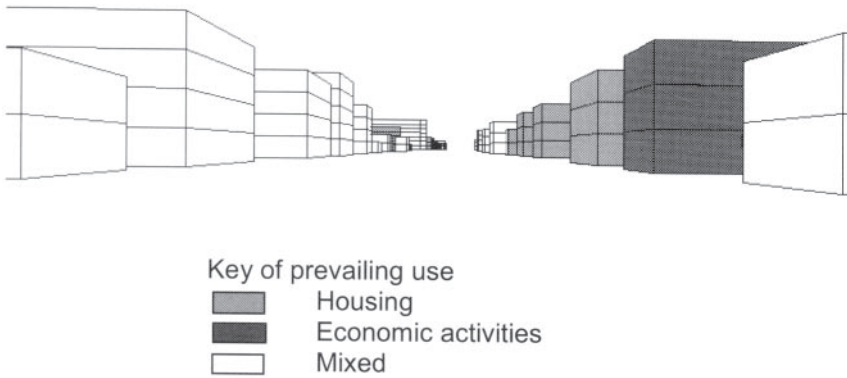 Key of prevailing use
Housing
Economic activities
Mixed